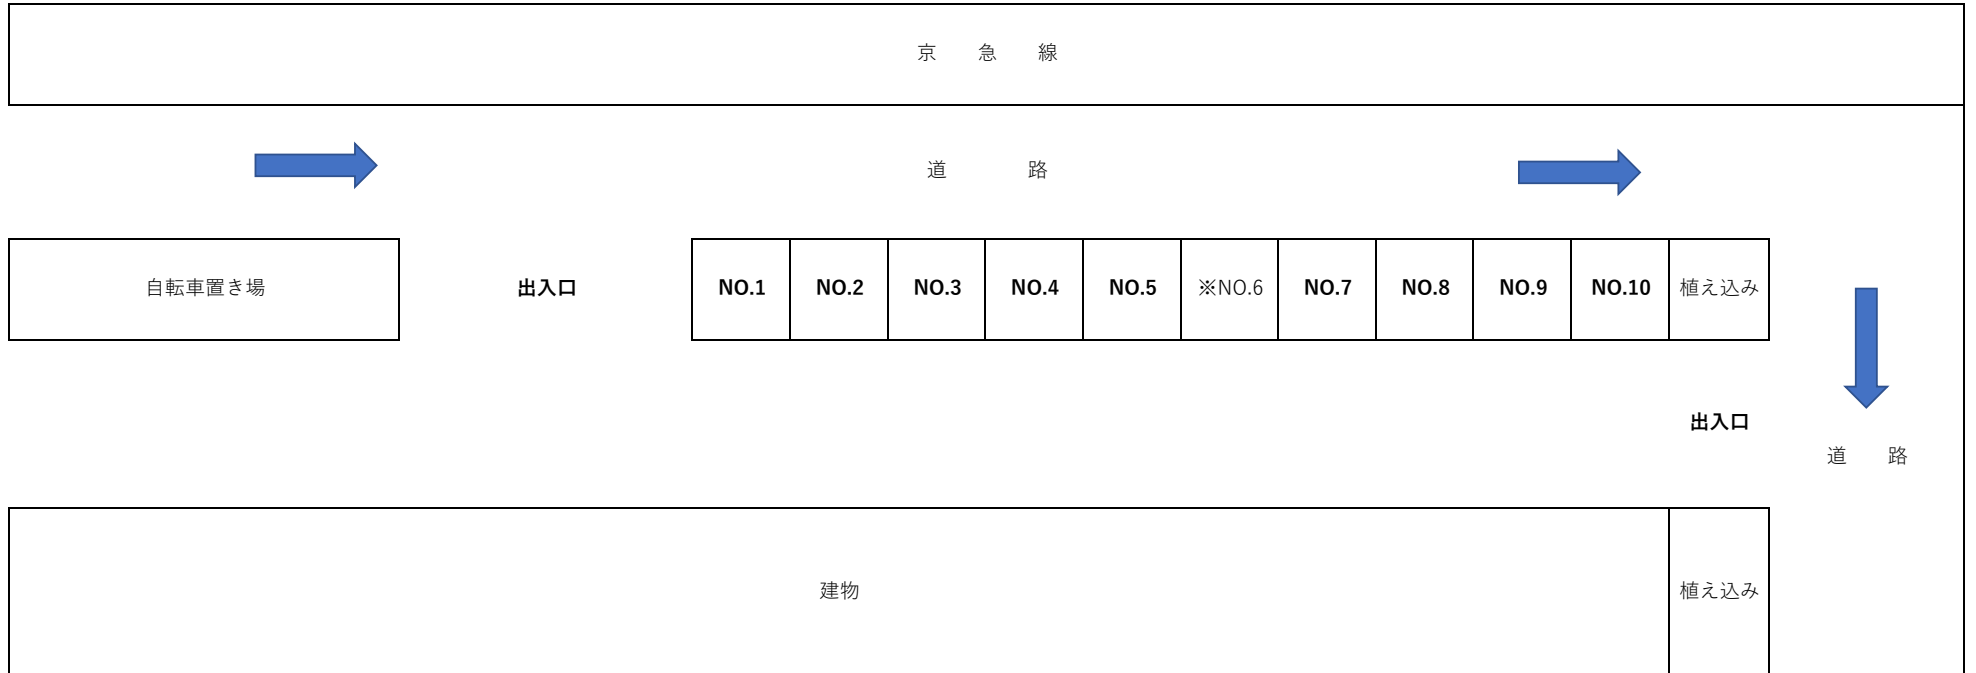 京　急　線
道　　路
自転車置き場
出入口
NO.1
NO.2
NO.3
NO.4
NO.5
※NO.6
NO.7
NO.8
NO.9
NO.10
植え込み
出入口
道　路
建物
植え込み